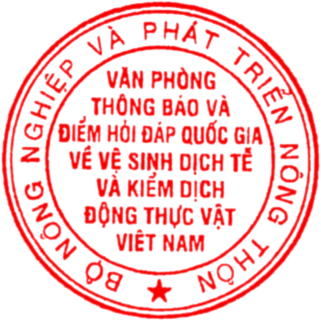 BỘ NÔNG NGHIỆP VÀ PHÁT TRIỂN NÔNG THÔN
VĂN PHÒNG
THÔNG BÁO VÀ
ĐIỂM HỎI ĐÁP QUỐC GIA
VỀ VỆ SINH DỊCH TỄ
VÀ KIỂM DỊCH
ĐỘNG THỰC VẬT
VIÊT NAM